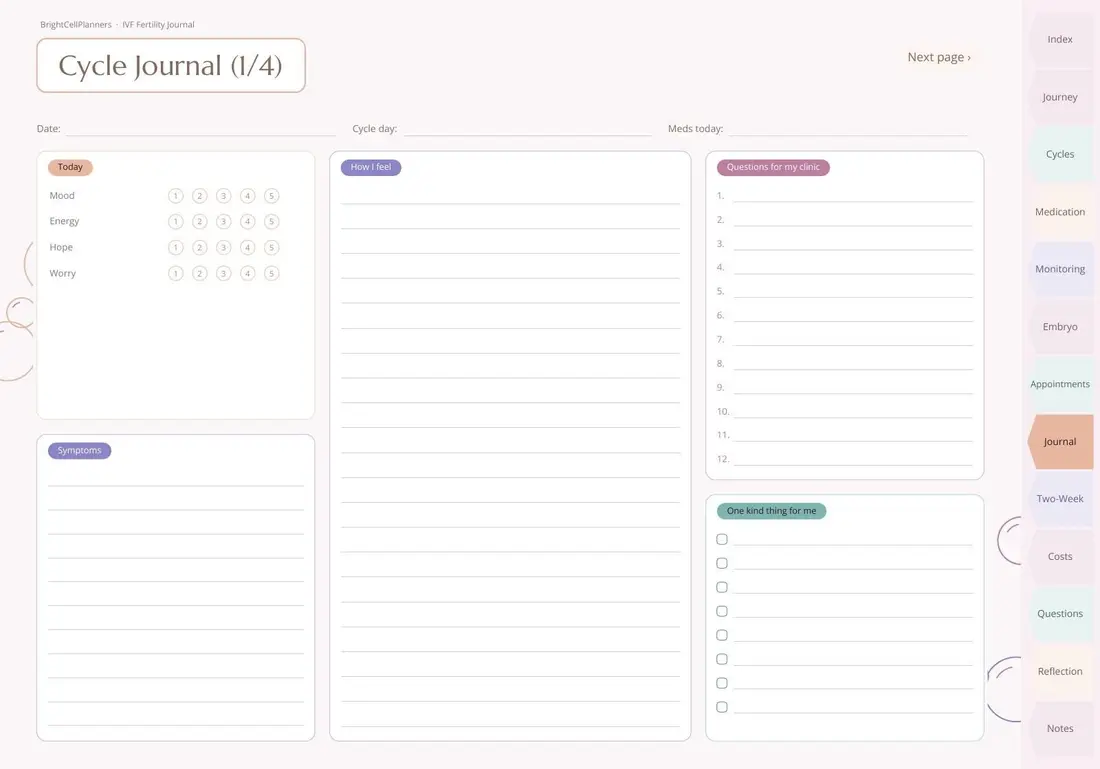 BrightCellPlanners · IVF Fertility Journal
Cycle Journal (1/4)
Next page ›
Date:
Cycle day:
Meds today:
Today
Mood 1 2 3 4 5
Energy 1 2 3 4 5
Hope 1 2 3 4 5
Worry 1 2 3 4 5
Symptoms
How I feel
Questions for my clinic
1.
2.
3.
4.
5.
6.
7.
8.
9.
10.
11.
12.
One kind thing for me
Index
Journey
Cycles
Medication
Monitoring
Embryo
Appointments
Journal
Two-Week
Costs
Questions
Reflection
Notes